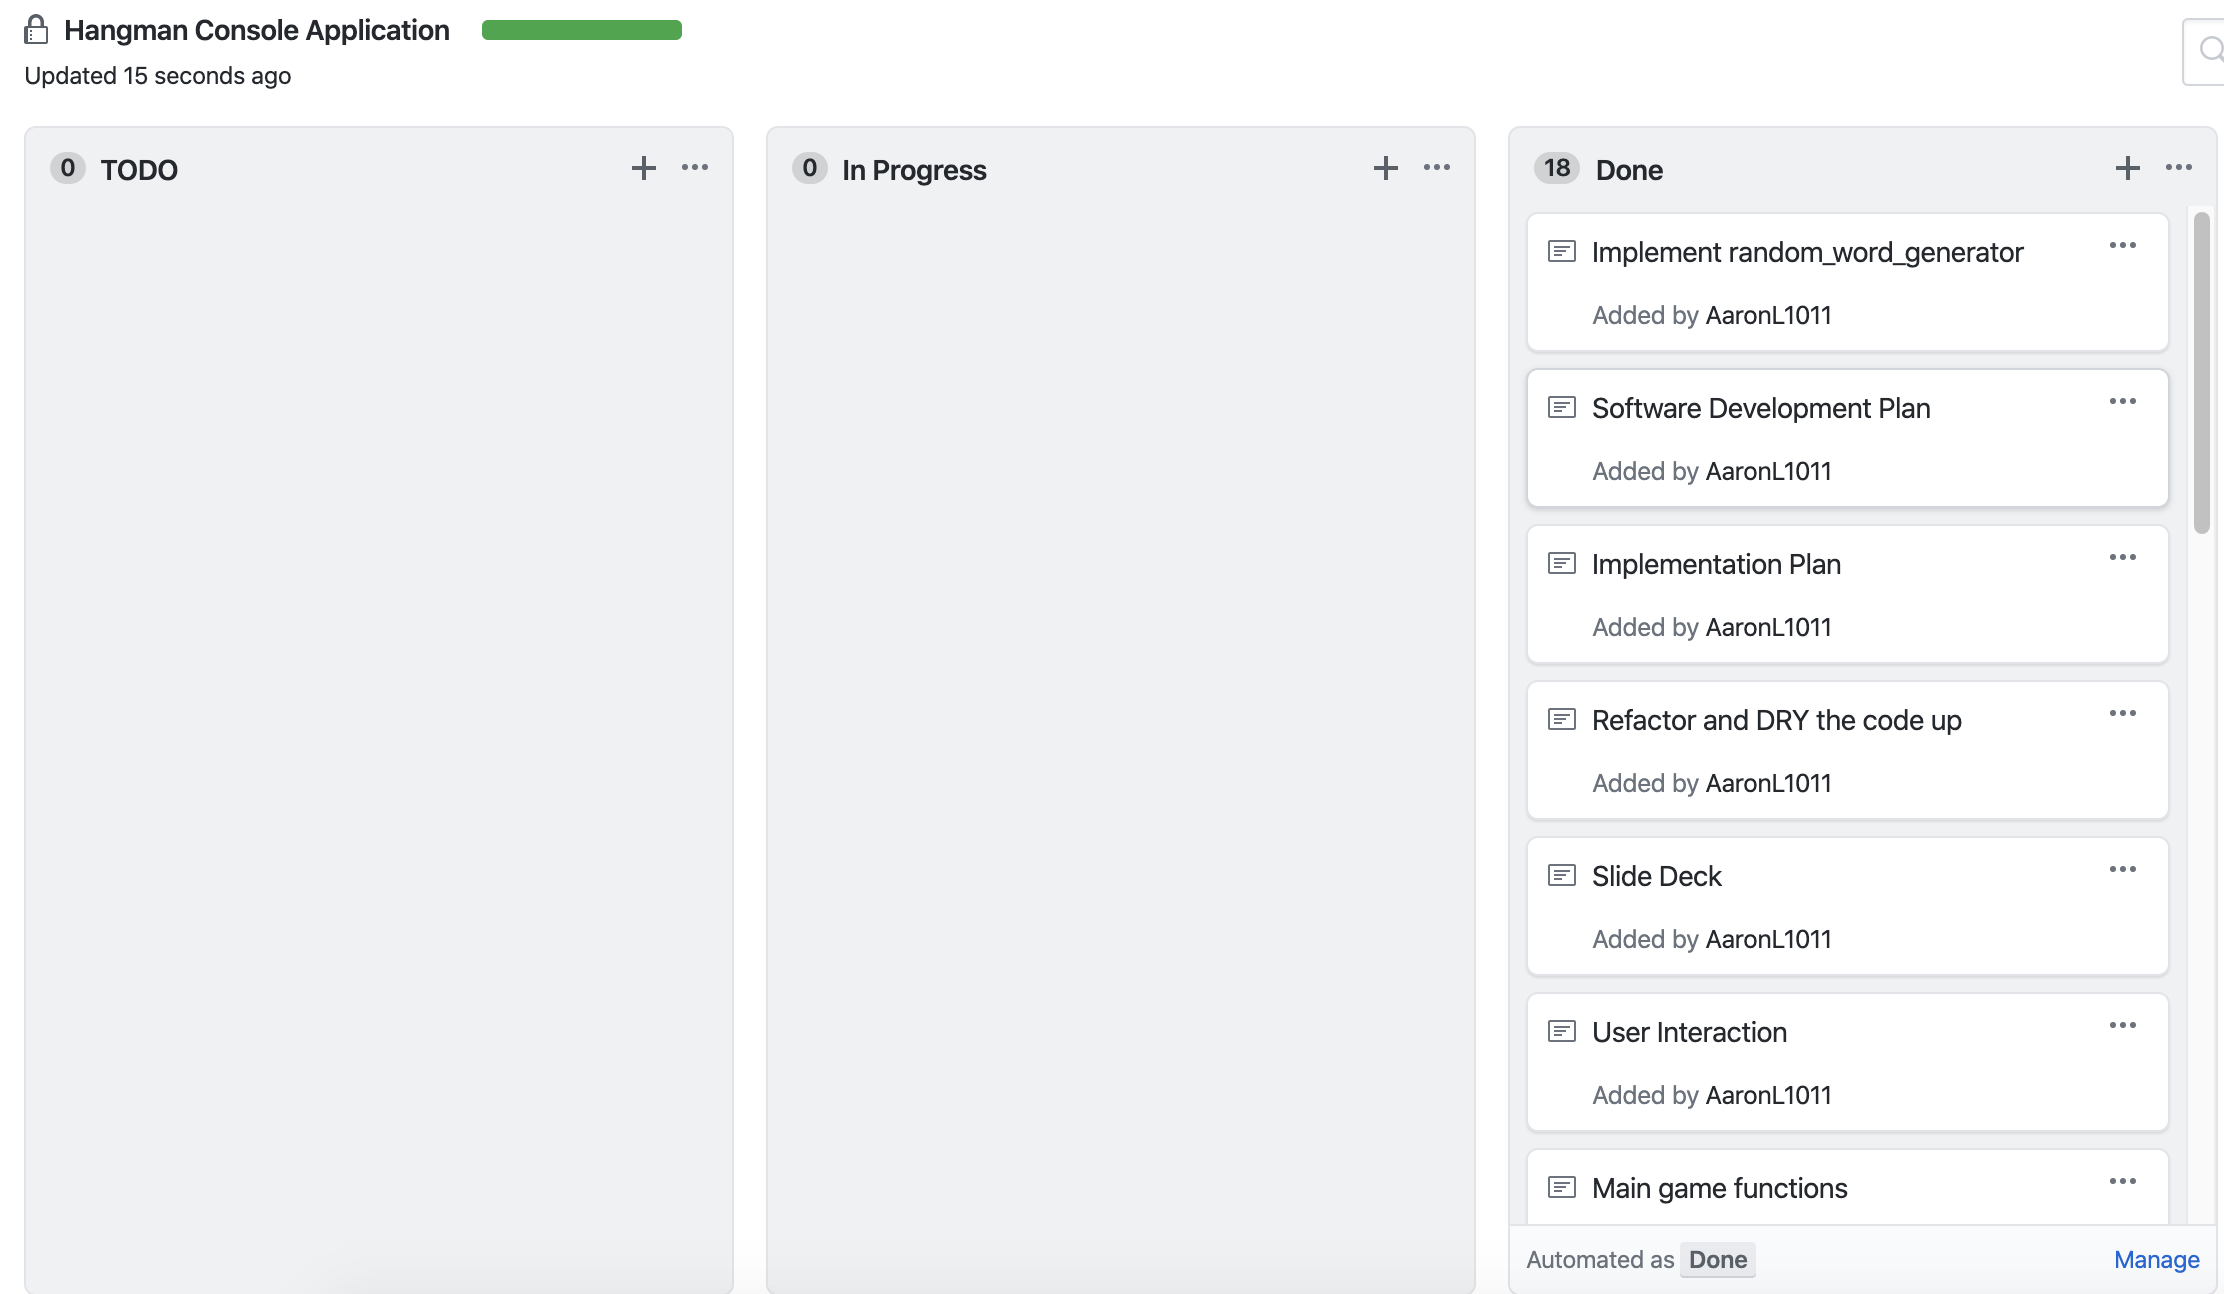 Hangman Console Application
Updated 15 seconds ago
0 TODO
0 In Progress
18 Done
Implement random_word_generator
Added by AaronL1011
Software Development Plan
Added by AaronL1011
Implementation Plan
Added by AaronL1011
Refactor and DRY the code up
Added by AaronL1011
Slide Deck
Added by AaronL1011
User Interaction
Added by AaronL1011
Main game functions
Automated as Done
Manage